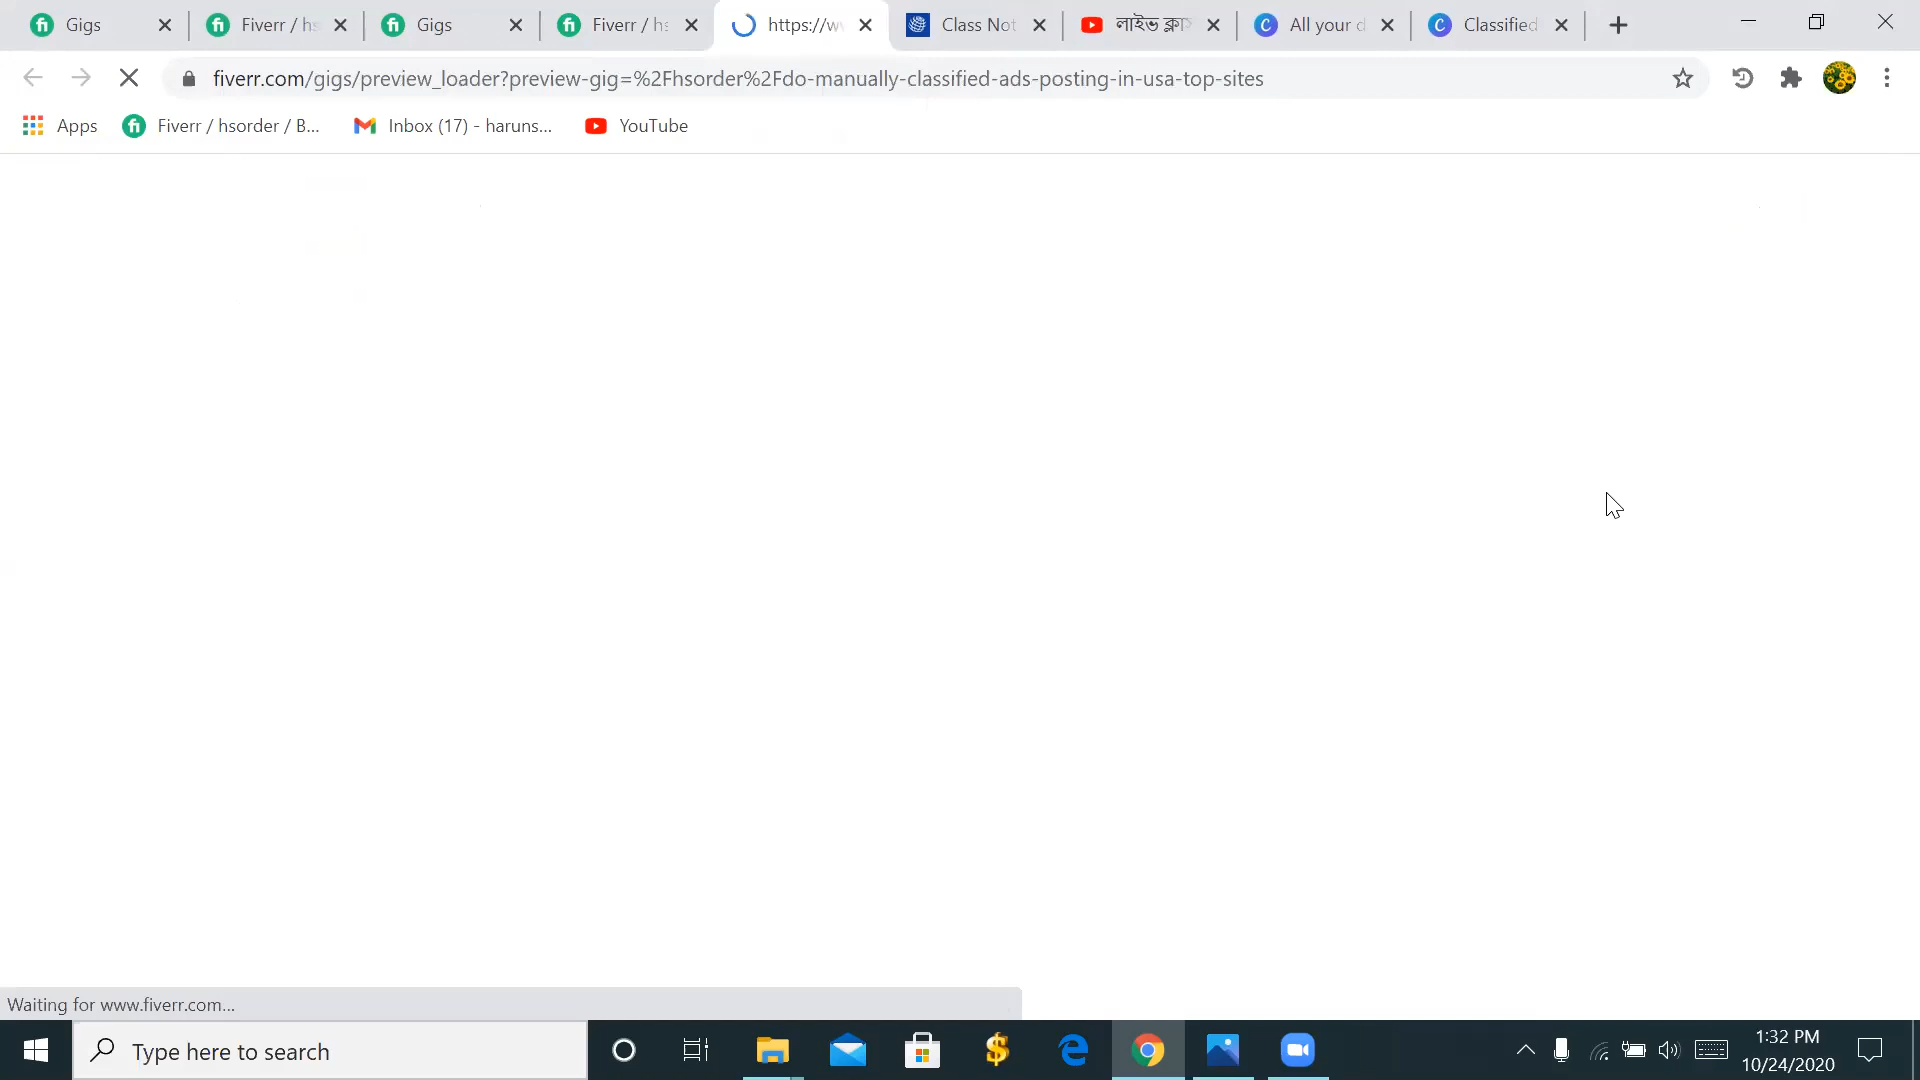 Gigs
Fiverr / hs
Gigs
Fiverr / hs
https://w
Class Not
লাইভ ক্লাস
All your d
Classified
fiverr.com/gigs/preview_loader?preview-gig=%2Fhsorder%2Fdo-manually-classified-ads-posting-in-usa-top-sites
Apps
Fiverr / hsorder / B...
Inbox (17) - haruns...
YouTube
Waiting for www.fiverr.com...
Type here to search
1:32 PM
10/24/2020